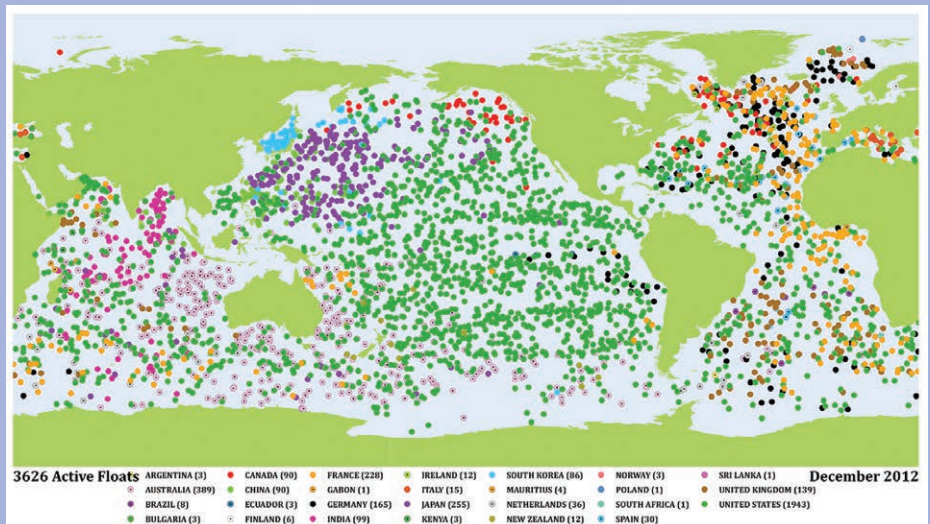 3626 Active Floats ARGENTINA (3) CANADA (90) FRANCE (228) IRELAND (12) SOUTH KOREA (86) NORWAY (3) SRI LANKA (1) December 2012
AUSTRALIA (389) CHINA (90) GABON (1) ITALY (15) MAURITIUS (4) POLAND (1) UNITED KINGDOM (139)
BRAZIL (8) ECUADOR (3) GERMANY (165) JAPAN (255) NETHERLANDS (36) SOUTH AFRICA (1) UNITED STATES (1943)
BULGARIA (3) FINLAND (6) INDIA (99) KENYA (3) NEW ZEALAND (12) SPAIN (30)